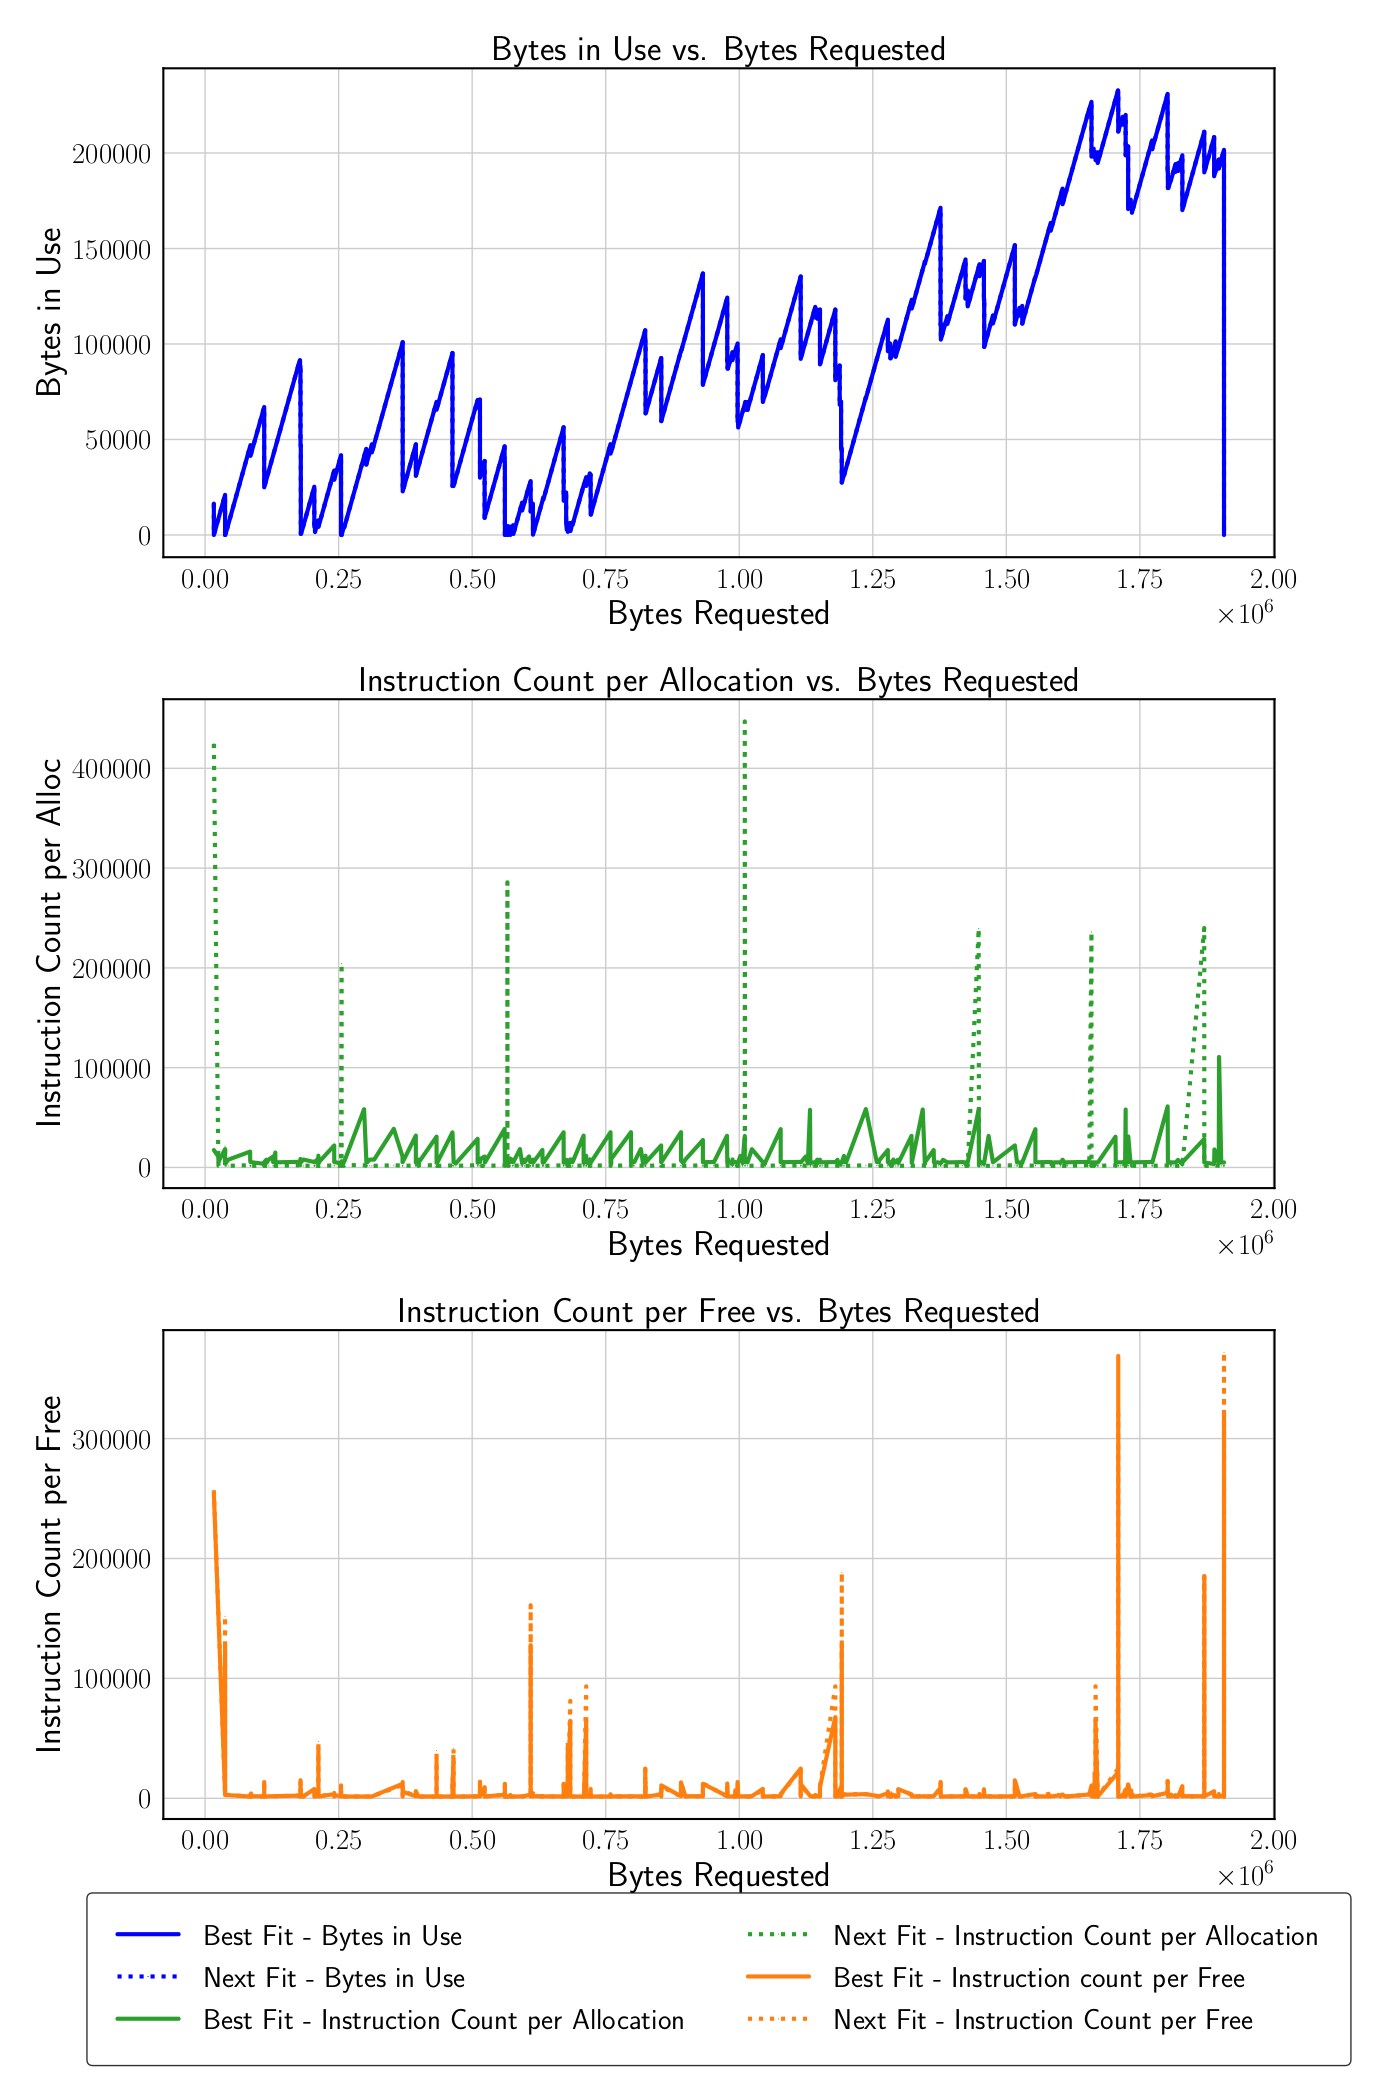 Bytes in Use vs. Bytes Requested
Bytes in Use
200000
150000
100000
50000
0
0.00 0.25 0.50 0.75 1.00 1.25 1.50 1.75 2.00
Bytes Requested
×10⁶
Instruction Count per Allocation vs. Bytes Requested
Instruction Count per Alloc
400000
300000
200000
100000
0
0.00 0.25 0.50 0.75 1.00 1.25 1.50 1.75 2.00
Bytes Requested
×10⁶
Instruction Count per Free vs. Bytes Requested
Instruction Count per Free
300000
200000
100000
0
0.00 0.25 0.50 0.75 1.00 1.25 1.50 1.75 2.00
Bytes Requested
×10⁶
Best Fit - Bytes in Use
Next Fit - Bytes in Use
Best Fit - Instruction Count per Allocation
Next Fit - Instruction Count per Allocation
Best Fit - Instruction count per Free
Next Fit - Instruction Count per Free